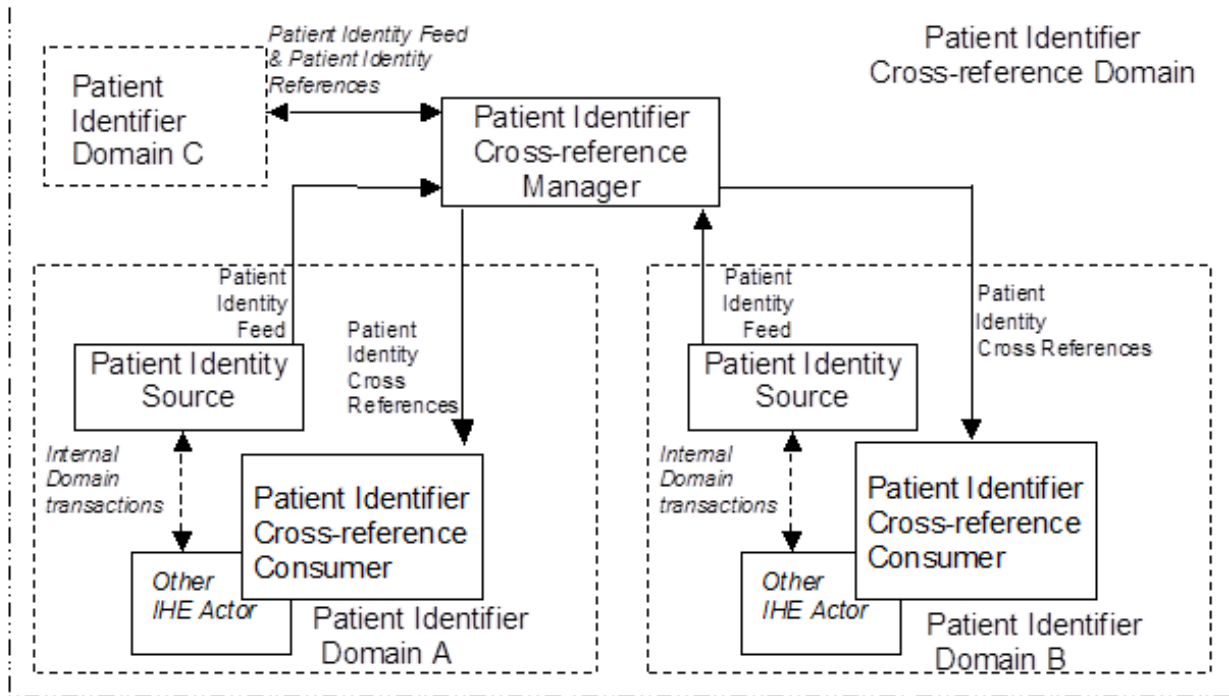 Patient Identity Feed
& Patient Identity
References
Patient Identifier
Cross-reference Domain
Patient
Identifier
Domain C
Patient Identifier
Cross-reference
Manager
Patient
Identity
Feed
Patient
Identity
Cross
References
Patient Identity
Source
Internal
Domain
transactions
Patient Identifier
Cross-reference
Consumer
Other
IHE Actor
Patient Identifier
Domain A
Patient
Identity
Feed
Patient
Identity
Cross References
Patient Identity
Source
Internal
Domain
transactions
Patient Identifier
Cross-reference
Consumer
Other
IHE Actor
Patient Identifier
Domain B